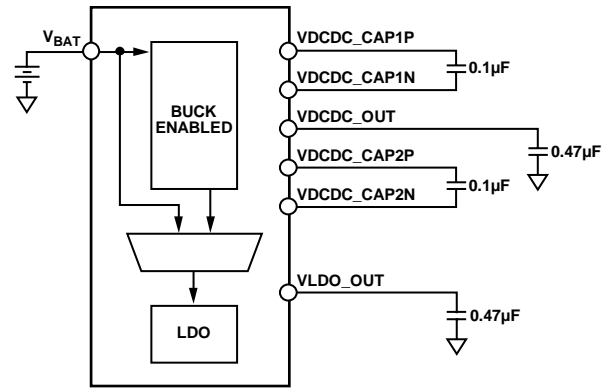 VBAT
BUCK
ENABLED
LDO
VDCDC_CAP1P
0.1µF
VDCDC_CAP1N
VDCDC_OUT
0.47µF
VDCDC_CAP2P
0.1µF
VDCDC_CAP2N
VLDO_OUT
0.47µF